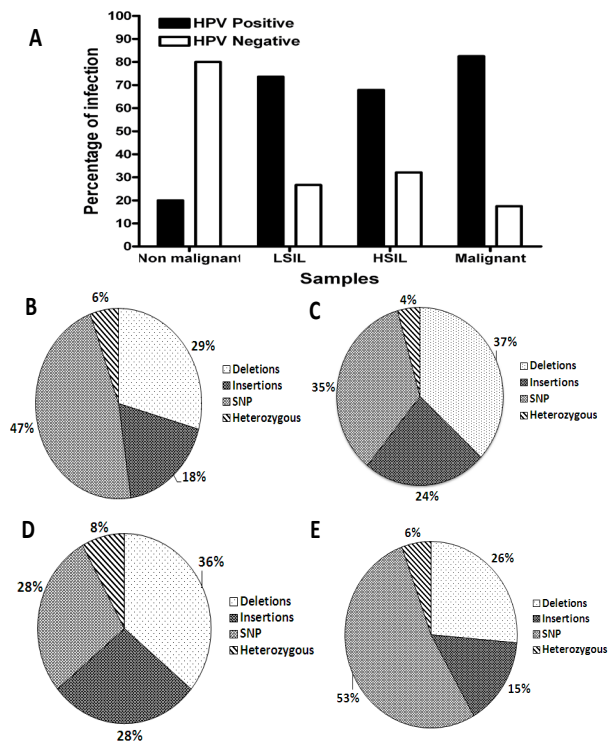 A
HPV Positive
HPV Negative
Percentage of infection
100
90
80
70
60
50
40
30
20
10
0
Non malignant LSIL HSIL Malignant
Samples
B
6%
29%
47%
18%
Deletions
Insertions
SNP
Heterozygous
C
4%
37%
35%
24%
Deletions
Insertions
SNP
Heterozygous
D
8%
36%
28%
28%
Deletions
Insertions
SNP
Heterozygous
E
6%
26%
53%
15%
Deletions
Insertions
SNP
Heterozygous